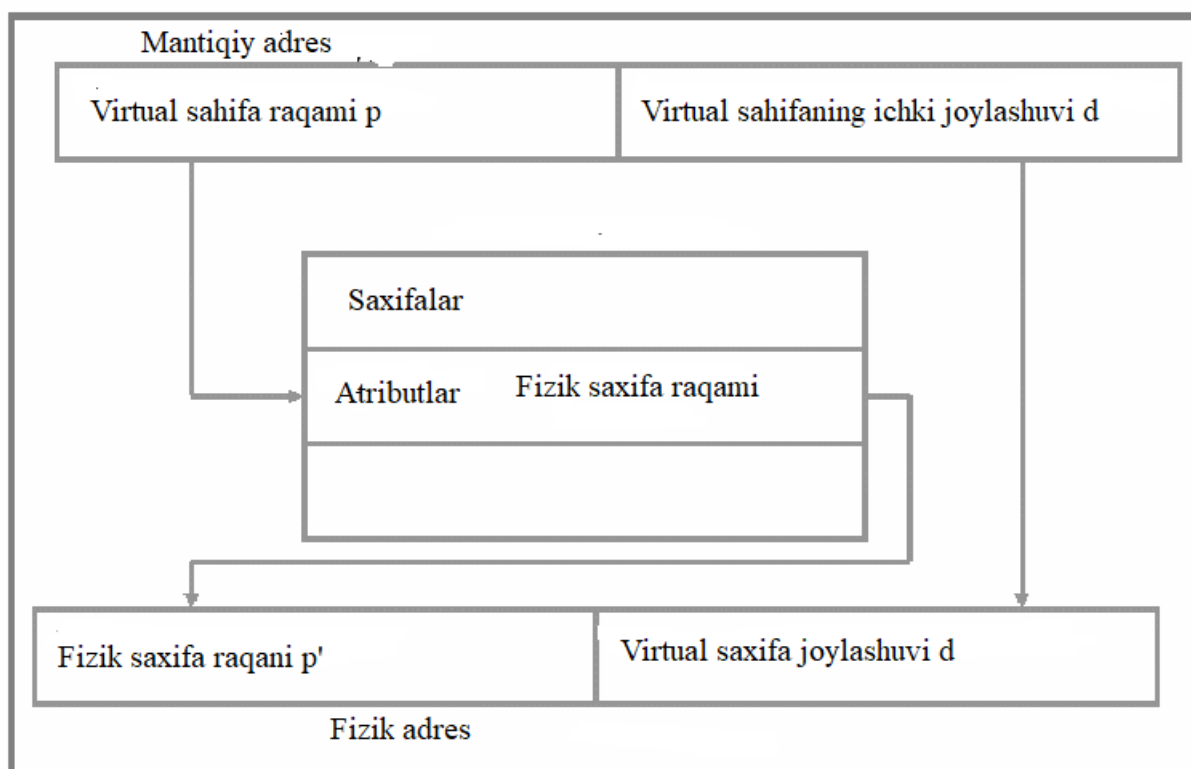 Mantiqiy adres
Virtual sahifa raqami p
Virtual sahifaning ichki joylashuvi d
Saxifalar
Atributlar
Fizik saxifa raqami
Fizik saxifa raqani p'
Virtual saxifa joylashuvi d
Fizik adres